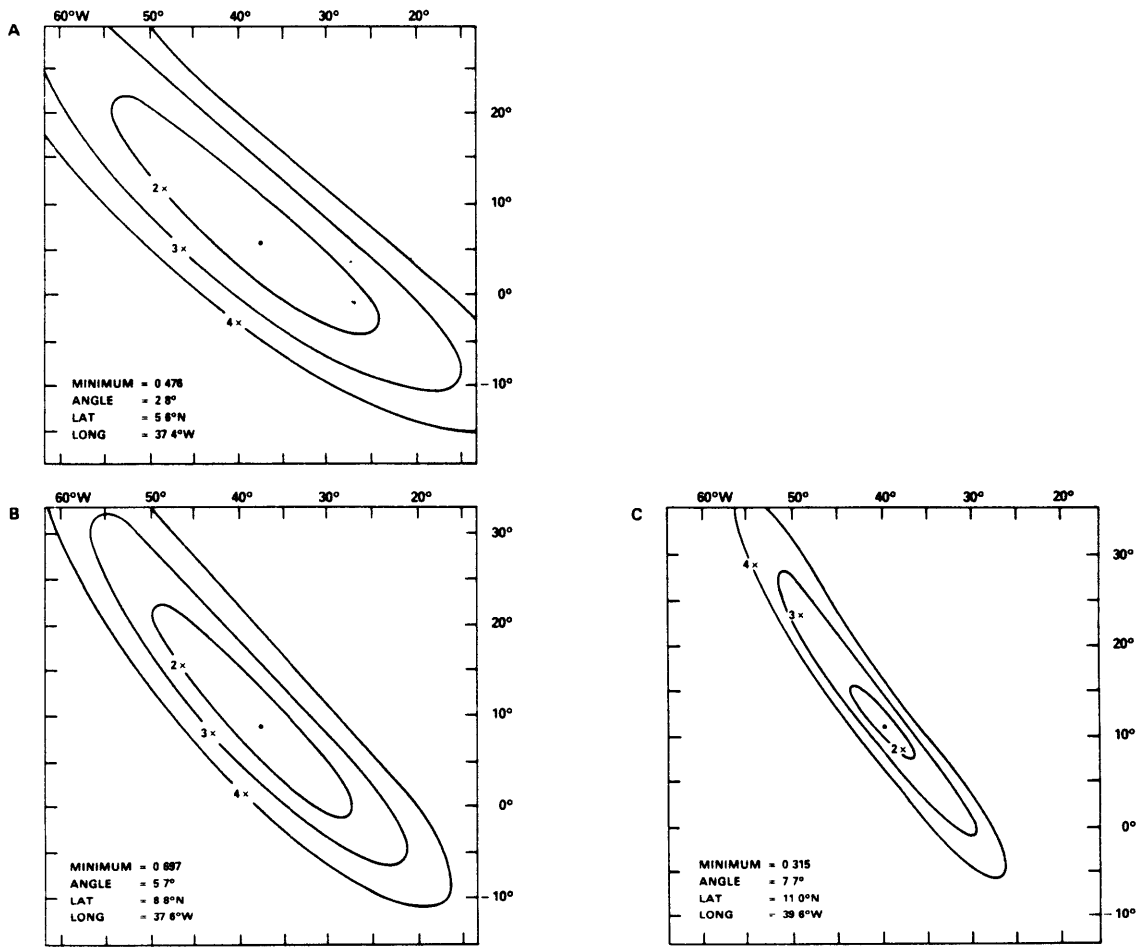 A
60°W 50° 40° 30° 20°
20°
10°
0°
-10°
2×
3×
4×
MINIMUM = 0 476
ANGLE = 2 8°
LAT = 5 6°N
LONG = 37 4°W
B
60°W 50° 40° 30° 20°
30°
20°
10°
0°
-10°
2×
3×
4×
MINIMUM = 0 697
ANGLE = 5 7°
LAT = 8 8°N
LONG = 37 6°W
C
60°W 50° 40° 30° 20°
30°
20°
10°
0°
-10°
4×
3×
2×
MINIMUM = 0 315
ANGLE = 7 7°
LAT = 11 0°N
LONG = 39 6°W